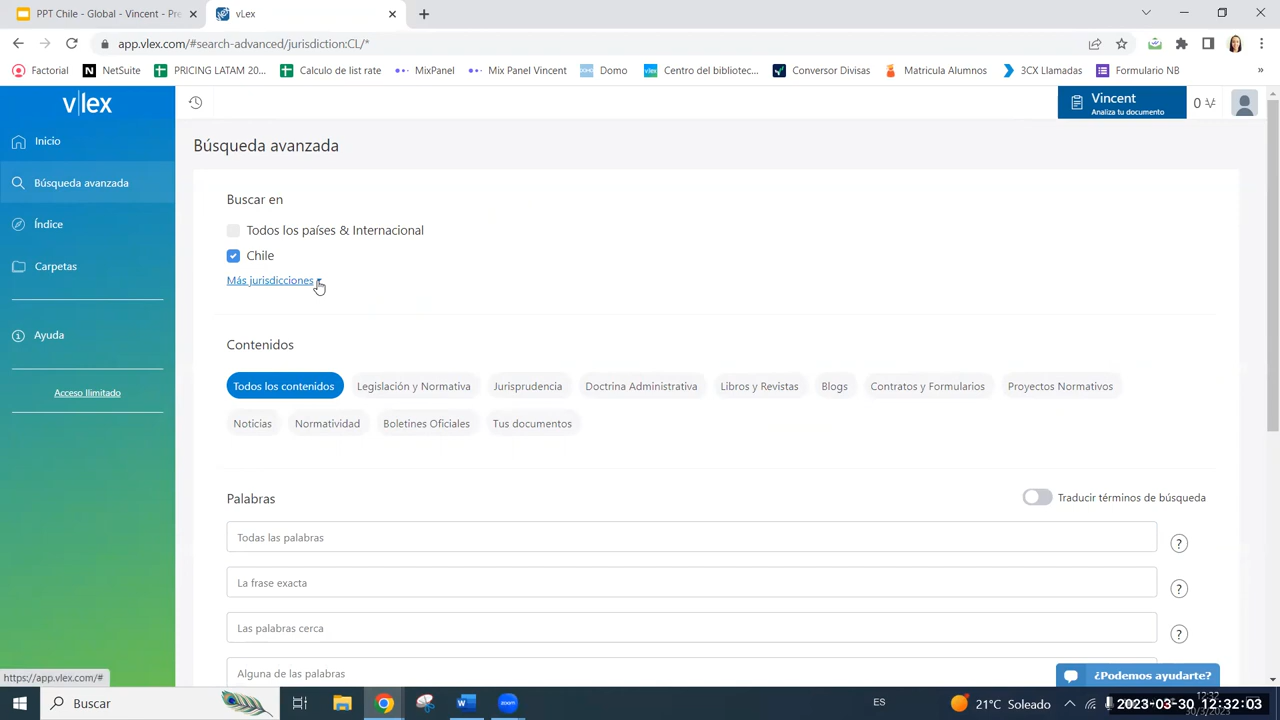 PPT Chile - Global - Vincent - Pre
vLex
app.vlex.com/#search-advanced/jurisdiction:CL/*
Factorial
NetSuite
PRICING LATAM 20...
Calculo de list rate
MixPanel
Mix Panel Vincent
Domo
Centro del bibliotec...
Conversor Divisas
Matricula Alumnos
3CX Llamadas
Formulario NB
»
v|lex
Vincent
Analiza tu documento
0
Inicio
Búsqueda avanzada
Índice
Carpetas
Ayuda
Acceso Ilimitado
Búsqueda avanzada
Buscar en
Todos los países & Internacional
Chile
Más jurisdicciones
Contenidos
Todos los contenidos
Legislación y Normativa
Jurisprudencia
Doctrina Administrativa
Libros y Revistas
Blogs
Contratos y Formularios
Proyectos Normativos
Noticias
Normatividad
Boletines Oficiales
Tus documentos
Palabras
Traducir términos de búsqueda
Todas las palabras
?
La frase exacta
?
Las palabras cerca
?
Alguna de las palabras
¿Podemos ayudarte?
https://app.vlex.com/#
Buscar
ES
21°C Soleado
12:32
2023-03-30 12:32:03
30/3/2023